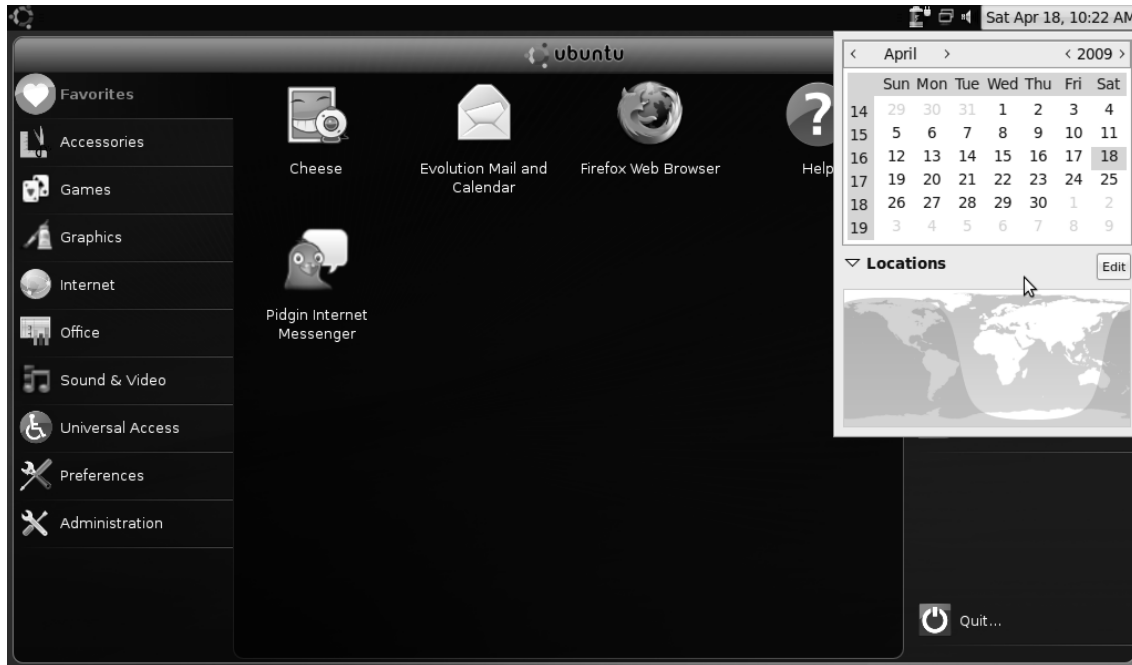 Sat Apr 18, 10:22 AM
ubuntu
Favorites
Accessories
Games
Graphics
Internet
Office
Sound & Video
Universal Access
Preferences
Administration
Cheese
Evolution Mail and
Calendar
Firefox Web Browser
Help
Pidgin Internet
Messenger
< April > < 2009 >
Sun Mon Tue Wed Thu Fri Sat
14 29 30 31 1 2 3 4
15 5 6 7 8 9 10 11
16 12 13 14 15 16 17 18
17 19 20 21 22 23 24 25
18 26 27 28 29 30 1 2
19 3 4 5 6 7 8 9
Locations
Edit
Quit...